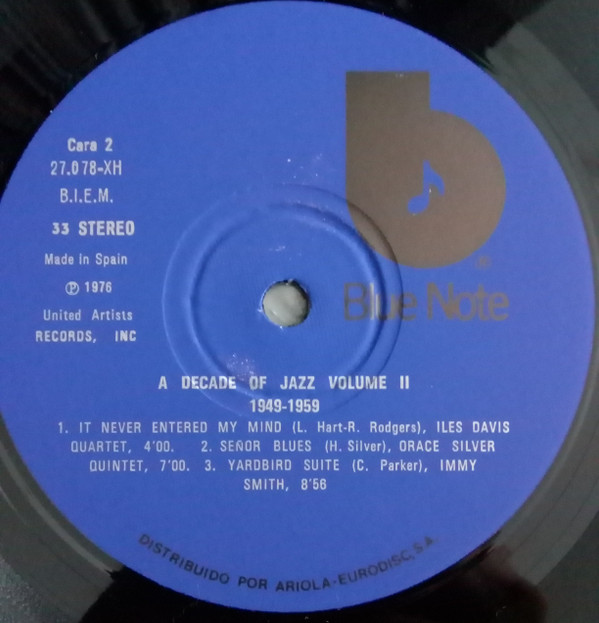 Cara 2
27.078-XH
B.I.E.M.
33 STEREO
Made In Spain
Ⓟ 1976
United Artists
RECORDS, INC
b
®
Blue Note
A DECADE OF JAZZ VOLUME II
1949-1959
1. IT NEVER ENTERED MY MIND (L. Hart-R. Rodgers), ILES DAVIS
QUARTET, 4'00. 2. SEÑOR BLUES (H. Silver), ORACE SILVER
QUINTET, 7'00. 3. YARDBIRD SUITE (C. Parker), IMMY
SMITH, 8'56
DISTRIBUIDO POR ARIOLA-EURODISC, S.A.